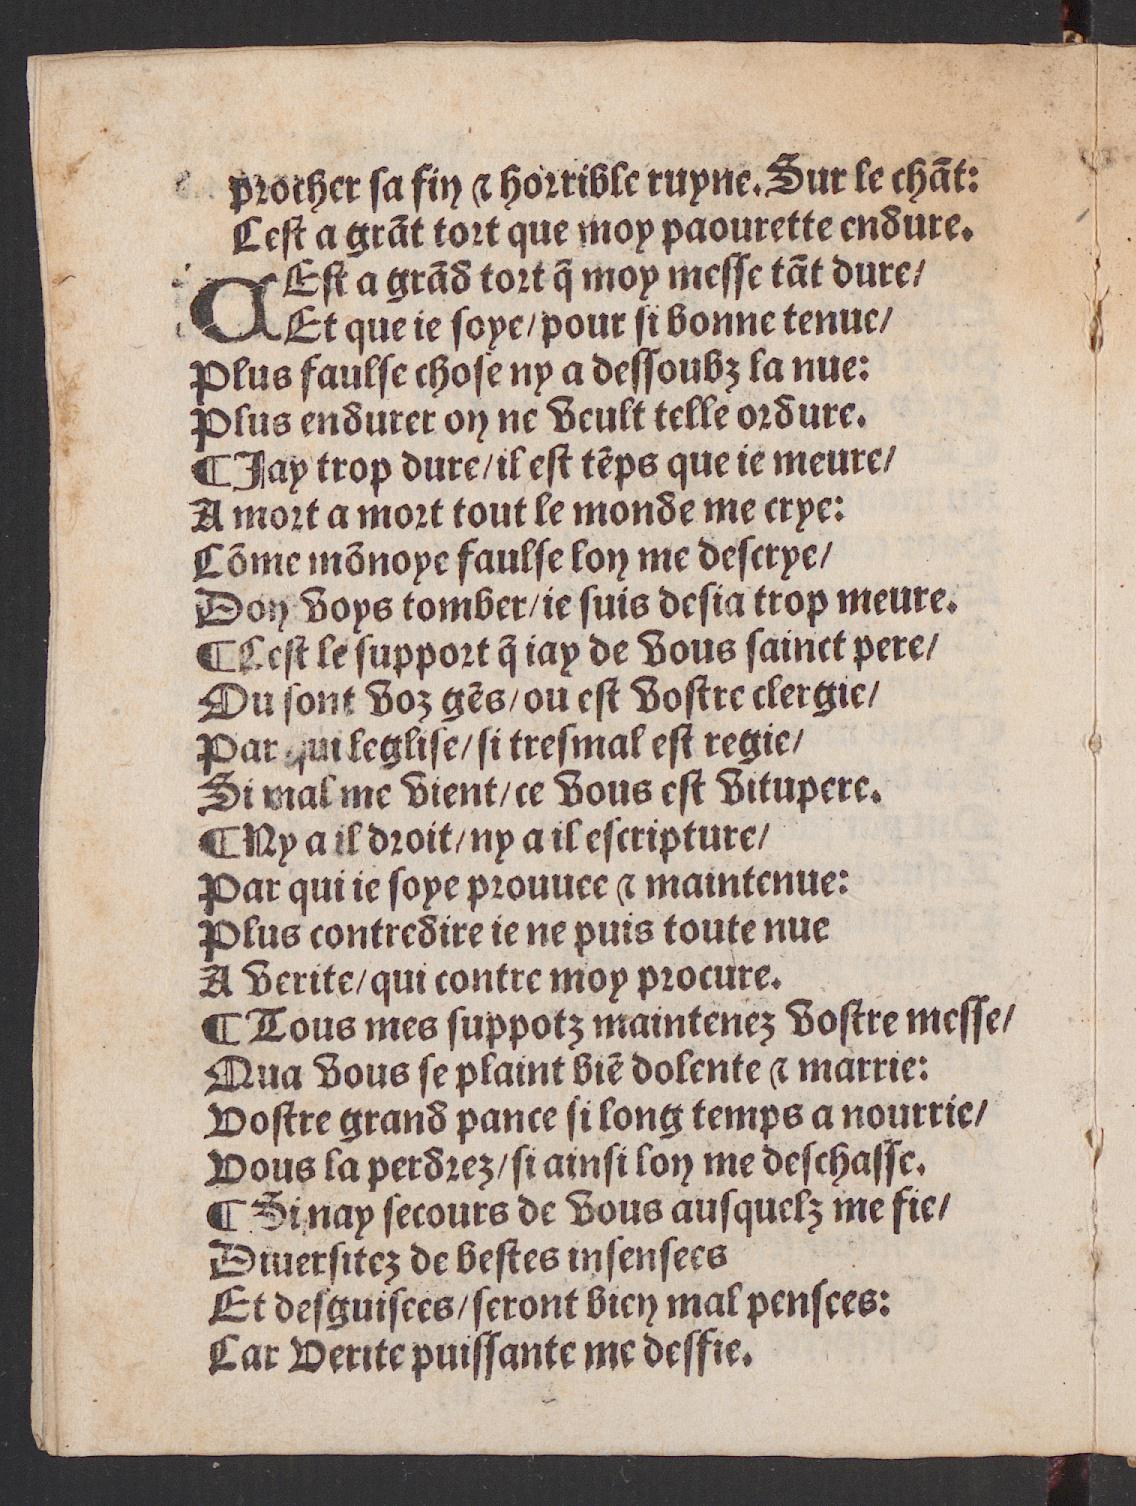 procher sa fin ⁊ horrible ruyne. Sur le chãt:
Cest a grãt tort que moy paourette endure.
CEst a grãd tort q̃ moy messe tãt dure/
Et que ie soye/pour si bonne tenue/
Plus faulse chose ny a dessoubz la nue:
Plus endurer on ne veult telle ordure.
¶ Jay trop dure/il est tẽps que ie meure/
A mort a mort tout le monde me crye:
Cõme mõnoye faulse lon me descrye/
Don voys tomber/ie suis desia trop meure.
¶ Cest le support q̃ iay de vous sainct pere/
Ou sont voz gẽs/ou est vostre clergie/
Par qui leglise/si tresmal est regie/
Si mal me vient/ce vous est vitupere.
¶ Ny a il droit/ny a il escripture/
Par qui ie soye prouuee ⁊ maintenue:
Plus contredire ie ne puis toute nue
A verite/qui contre moy procure.
¶ Tous mes suppotz maintenez vostre messe/
Qua vous se plaint biẽ dolente ⁊ marrie:
Vostre grand pance si long temps a nourrie/
Vous la perdrez/si ainsi lon me deschasse.
¶ Si nay secours de vous ausquelz me fie/
Diuersitez de bestes insensees
Et desguisees/seront bien mal pensees:
Car Verite puissante me deffie.